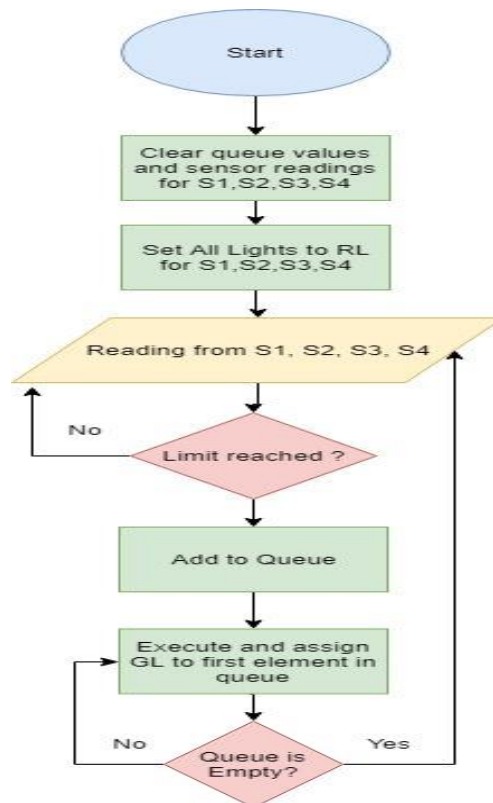 Start
Clear queue values
and sensor readings
for S1,S2,S3,S4
Set All Lights to RL
for S1,S2,S3,S4
Reading from S1, S2, S3, S4
No
Limit reached ?
Add to Queue
Execute and assign
GL to first element in
queue
No
Queue is
Empty?
Yes